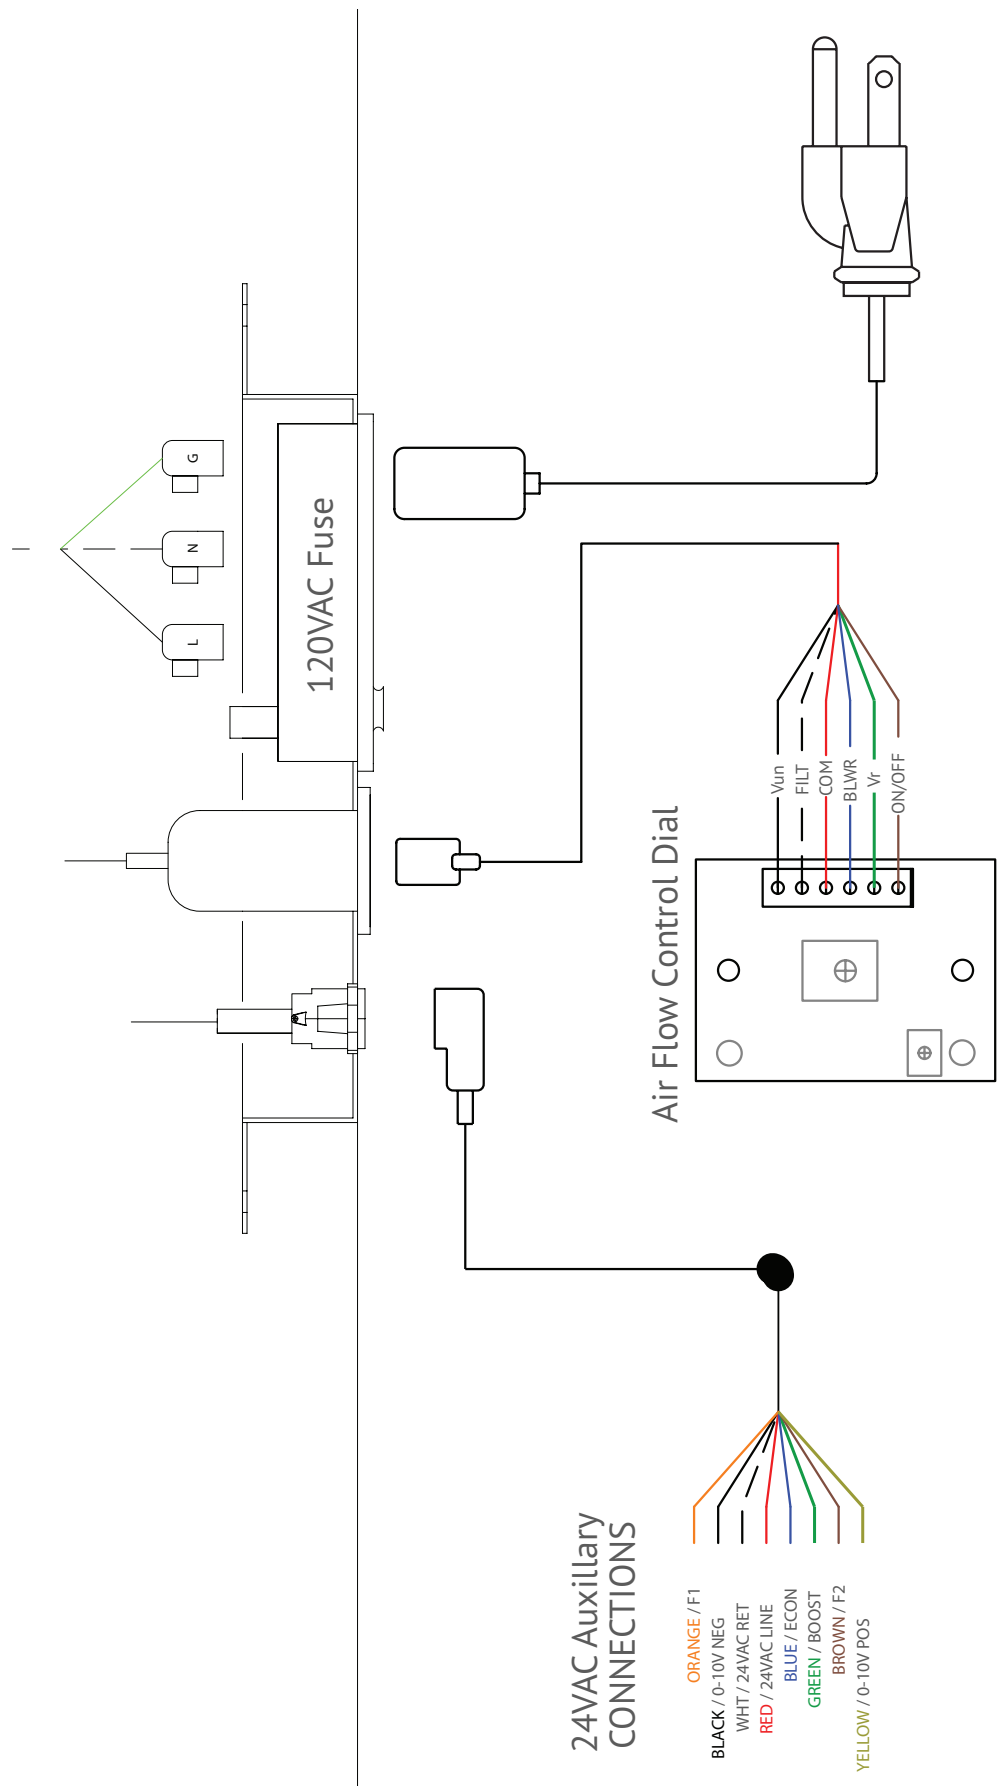 G
N
L
120VAC Fuse
Vun
FILT
COM
BLWR
Vr
ON/OFF
Air Flow Control Dial
24VAC Auxillary
CONNECTIONS
ORANGE / F1
BLACK / 0-10V NEG
WHT / 24VAC RET
RED / 24VAC LINE
BLUE / ECON
GREEN / BOOST
BROWN / F2
YELLOW / 0-10V POS